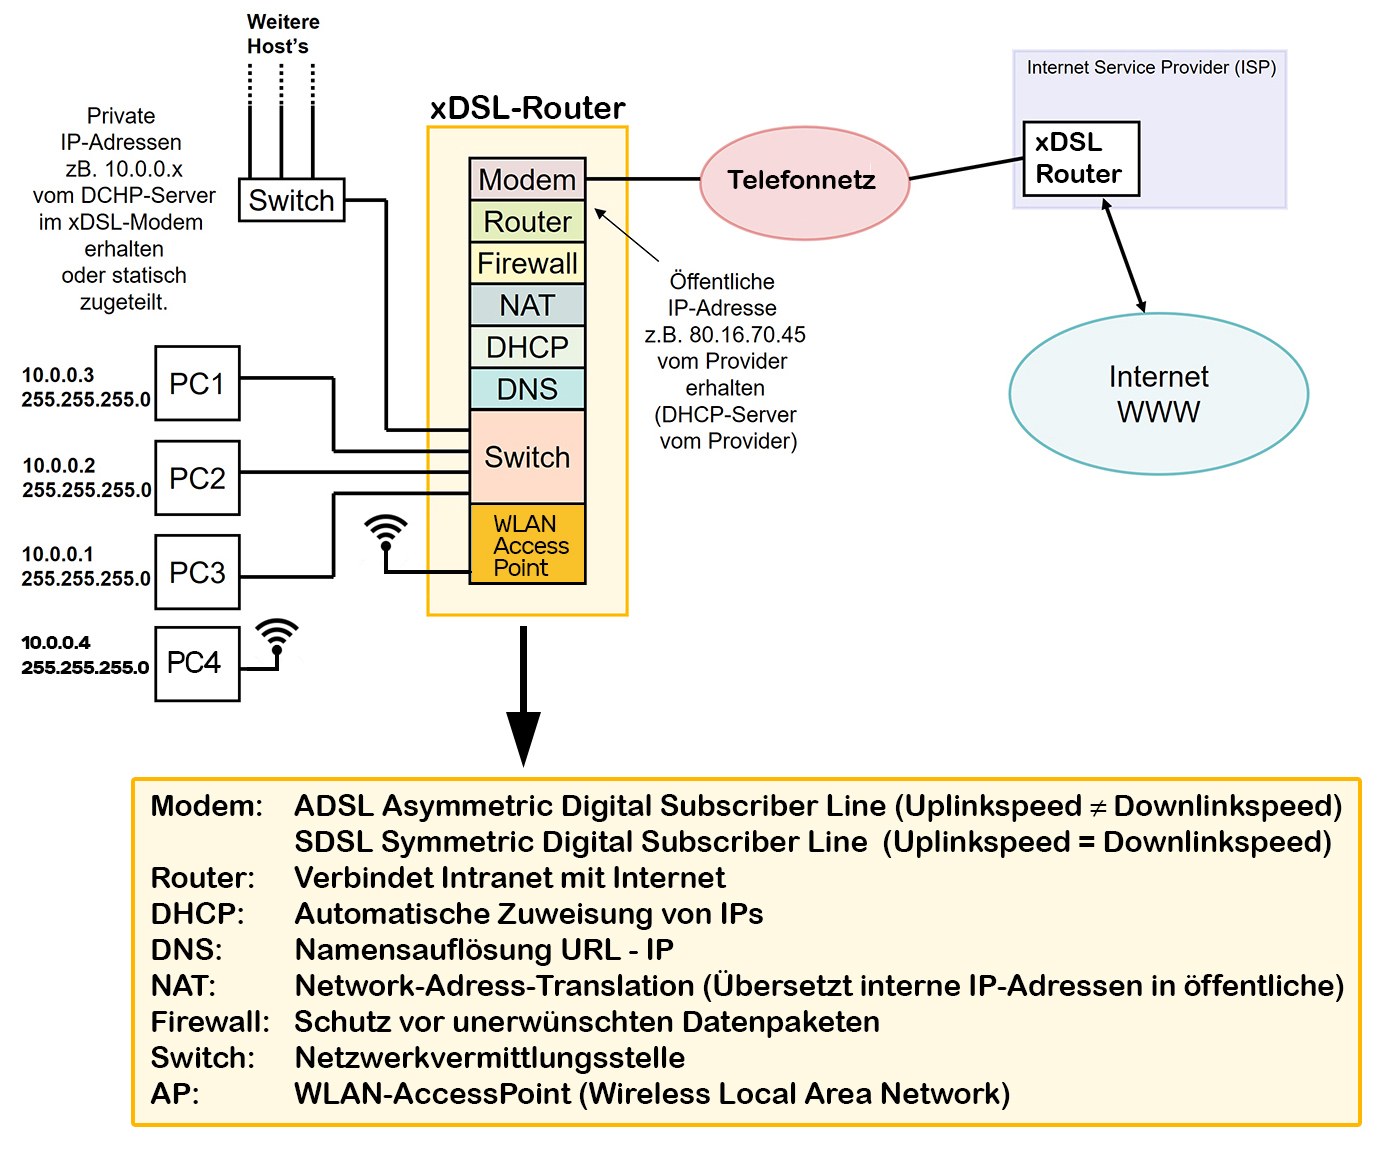 Weitere
Host's
Private
IP-Adressen
zB. 10.0.0.x
vom DCHP-Server
im xDSL-Modem
erhalten
oder statisch
zugeteilt.
Switch
xDSL-Router
Modem
Router
Firewall
NAT
DHCP
DNS
Switch
WLAN
Access
Point
Telefonnetz
Internet Service Provider (ISP)
xDSL
Router
Öffentliche
IP-Adresse
z.B. 80.16.70.45
vom Provider
erhalten
(DHCP-Server
vom Provider)
Internet
WWW
10.0.0.3
255.255.255.0
PC1
10.0.0.2
255.255.255.0
PC2
10.0.0.1
255.255.255.0
PC3
10.0.0.4
255.255.255.0
PC4
Modem: ADSL Asymmetric Digital Subscriber Line (Uplinkspeed ≠ Downlinkspeed)
SDSL Symmetric Digital Subscriber Line (Uplinkspeed = Downlinkspeed)
Router: Verbindet Intranet mit Internet
DHCP: Automatische Zuweisung von IPs
DNS: Namensauflösung URL - IP
NAT: Network-Adress-Translation (Übersetzt interne IP-Adressen in öffentliche)
Firewall: Schutz vor unerwünschten Datenpaketen
Switch: Netzwerkvermittlungsstelle
AP: WLAN-AccessPoint (Wireless Local Area Network)